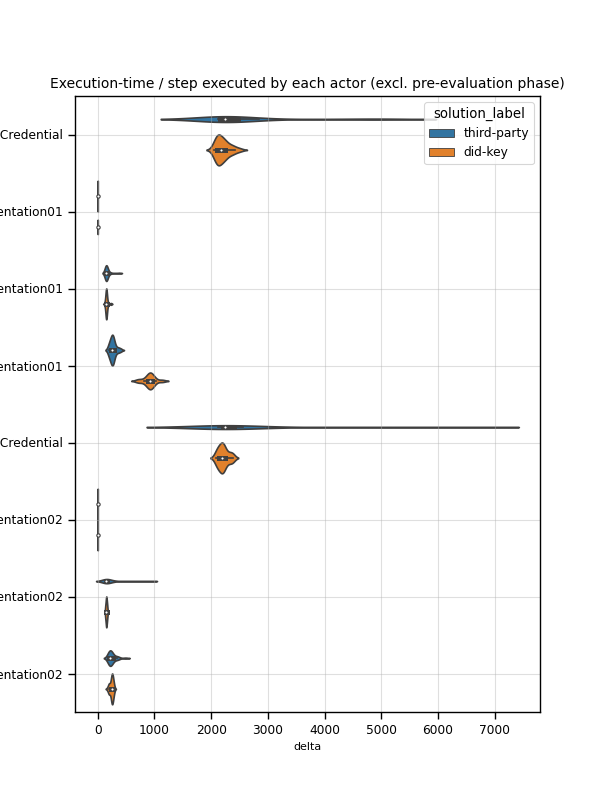 Execution-time / step executed by each actor (excl. pre-evaluation phase)
solution_label
third-party
did-key
Credential
entation01
entation01
entation01
Credential
entation02
entation02
entation02
0 1000 2000 3000 4000 5000 6000 7000
delta